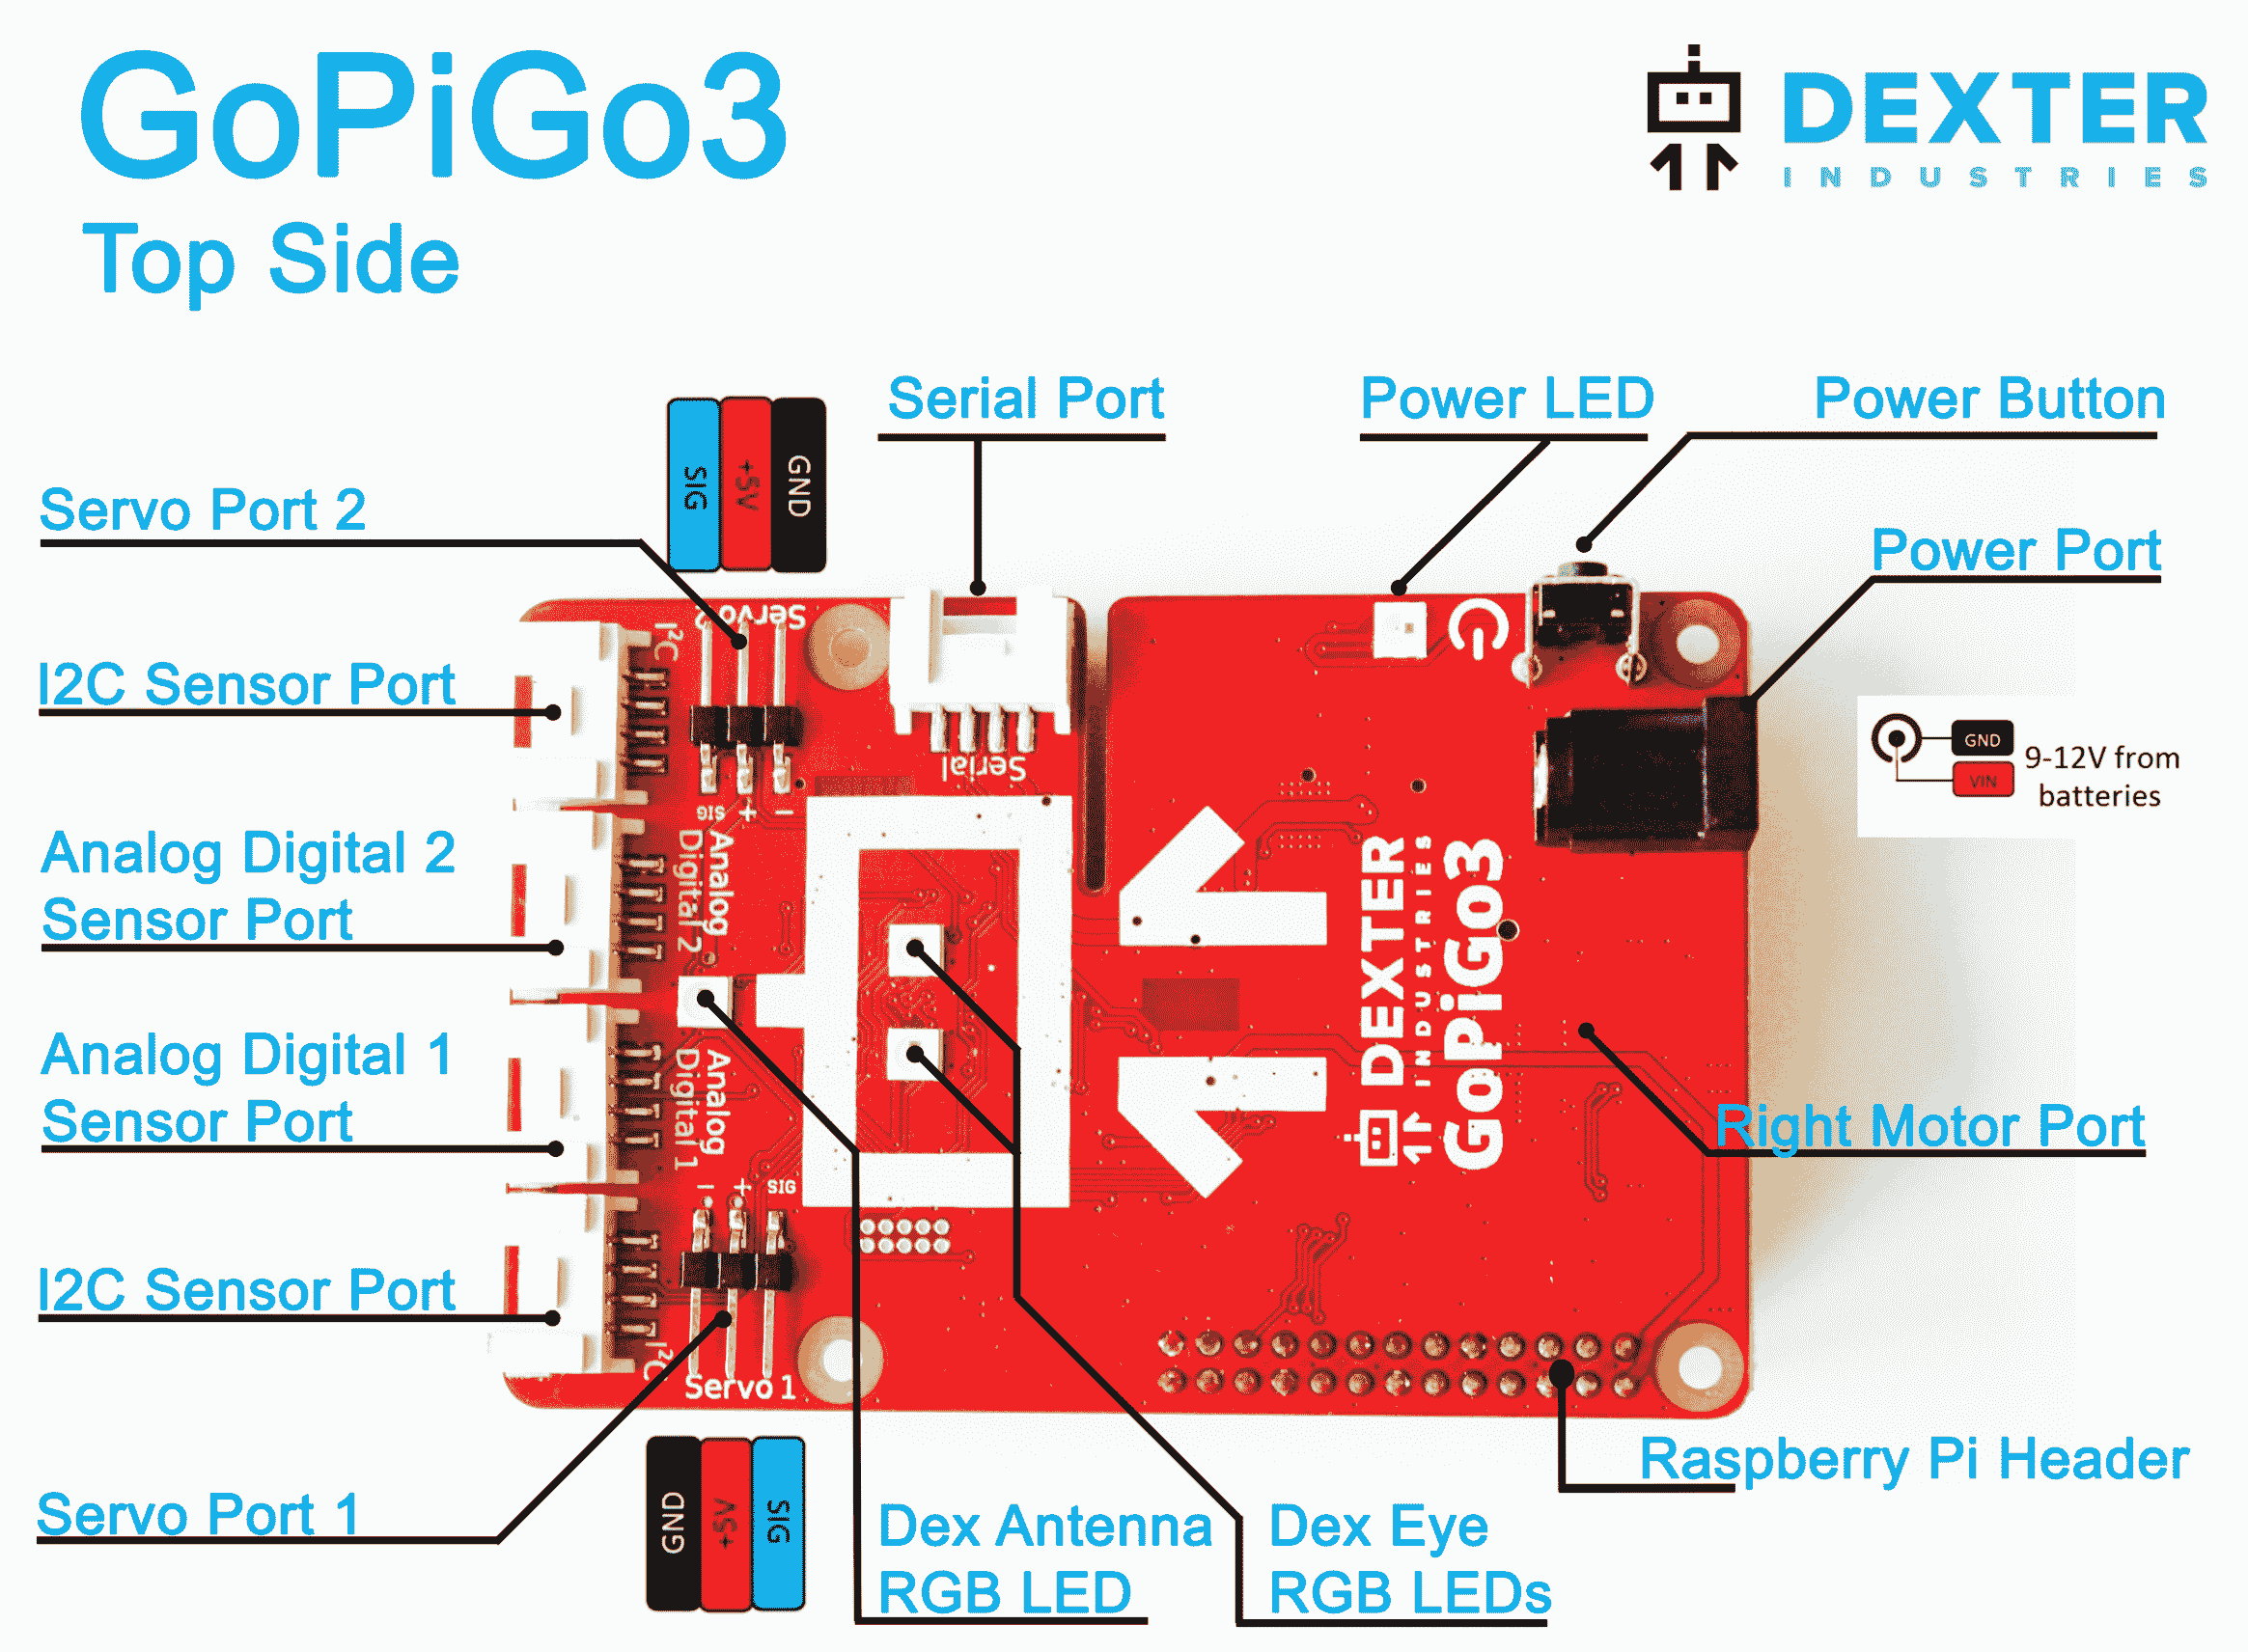 GoPiGo3
Top Side
DEXTER
INDUSTRIES
Serial Port
Power LED
Power Button
SIG
+5V
GND
Servo Port 2
Power Port
Servo 2
I2C Sensor Port
I²C
GND
VIN
9-12V from
batteries
Serial
SIG + –
Analog Digital 2
Sensor Port
Analog
Digital 2
DEXTER
INDUSTRIES
GoPiGo3
Analog Digital 1
Sensor Port
Analog
Digital 1
Right Motor Port
– + SIG
I2C Sensor Port
I²C
Servo 1
Raspberry Pi Header
GND
+5V
SIG
Servo Port 1
Dex Antenna
RGB LED
Dex Eye
RGB LEDs